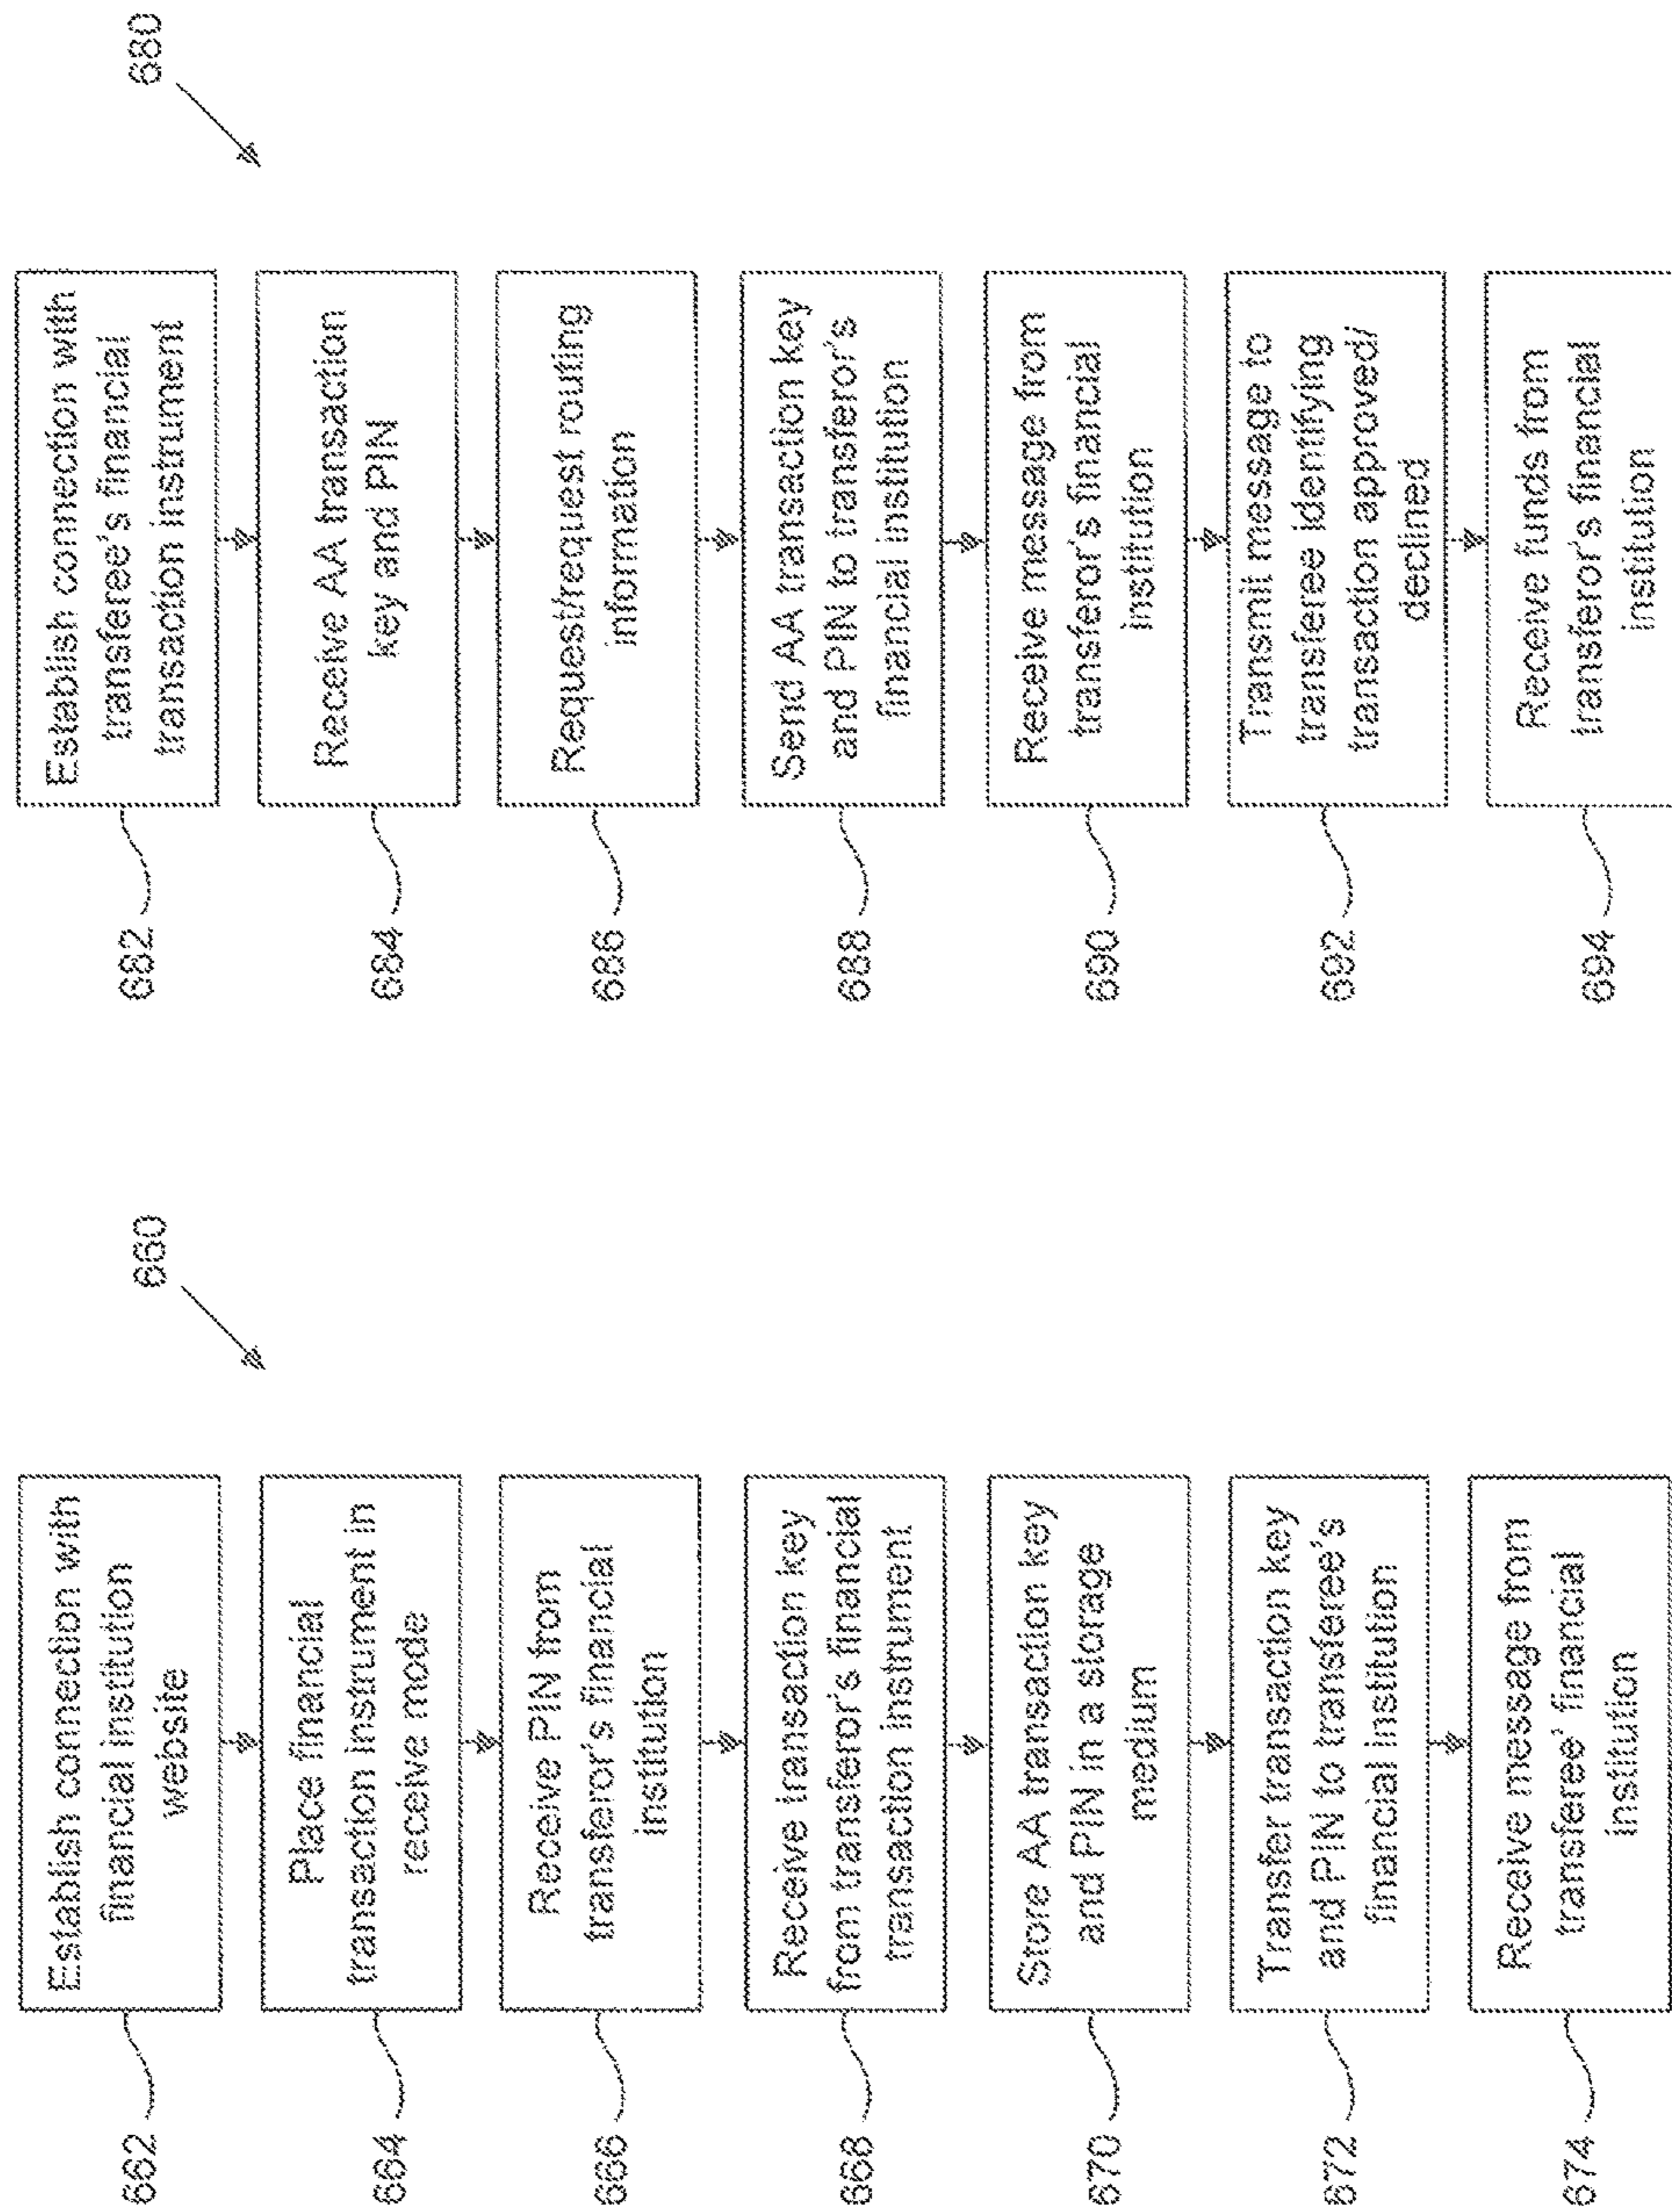 660
662
Establish connection with
financial institution
website
664
Place financial
transaction instrument in
receive mode
666
Receive PIN from
transferor's financial
institution
668
Receive transaction key
from transferor's financial
transaction instrument
670
Store AA transaction key
and PIN in a storage
medium
672
Transfer transaction key
and PIN to transferee's
financial institution
674
Receive message from
transferee' financial
institution
680
682
Establish connection with
transferee's financial
transaction instrument
684
Receive AA transaction
key and PIN
686
Request/request routing
information
688
Send AA transaction key
and PIN to transferor's
financial institution
690
Receive message from
transferor's financial
institution
692
Transmit message to
transferee identifying
transaction approved/
declined
694
Receive funds from
transferor's financial
institution